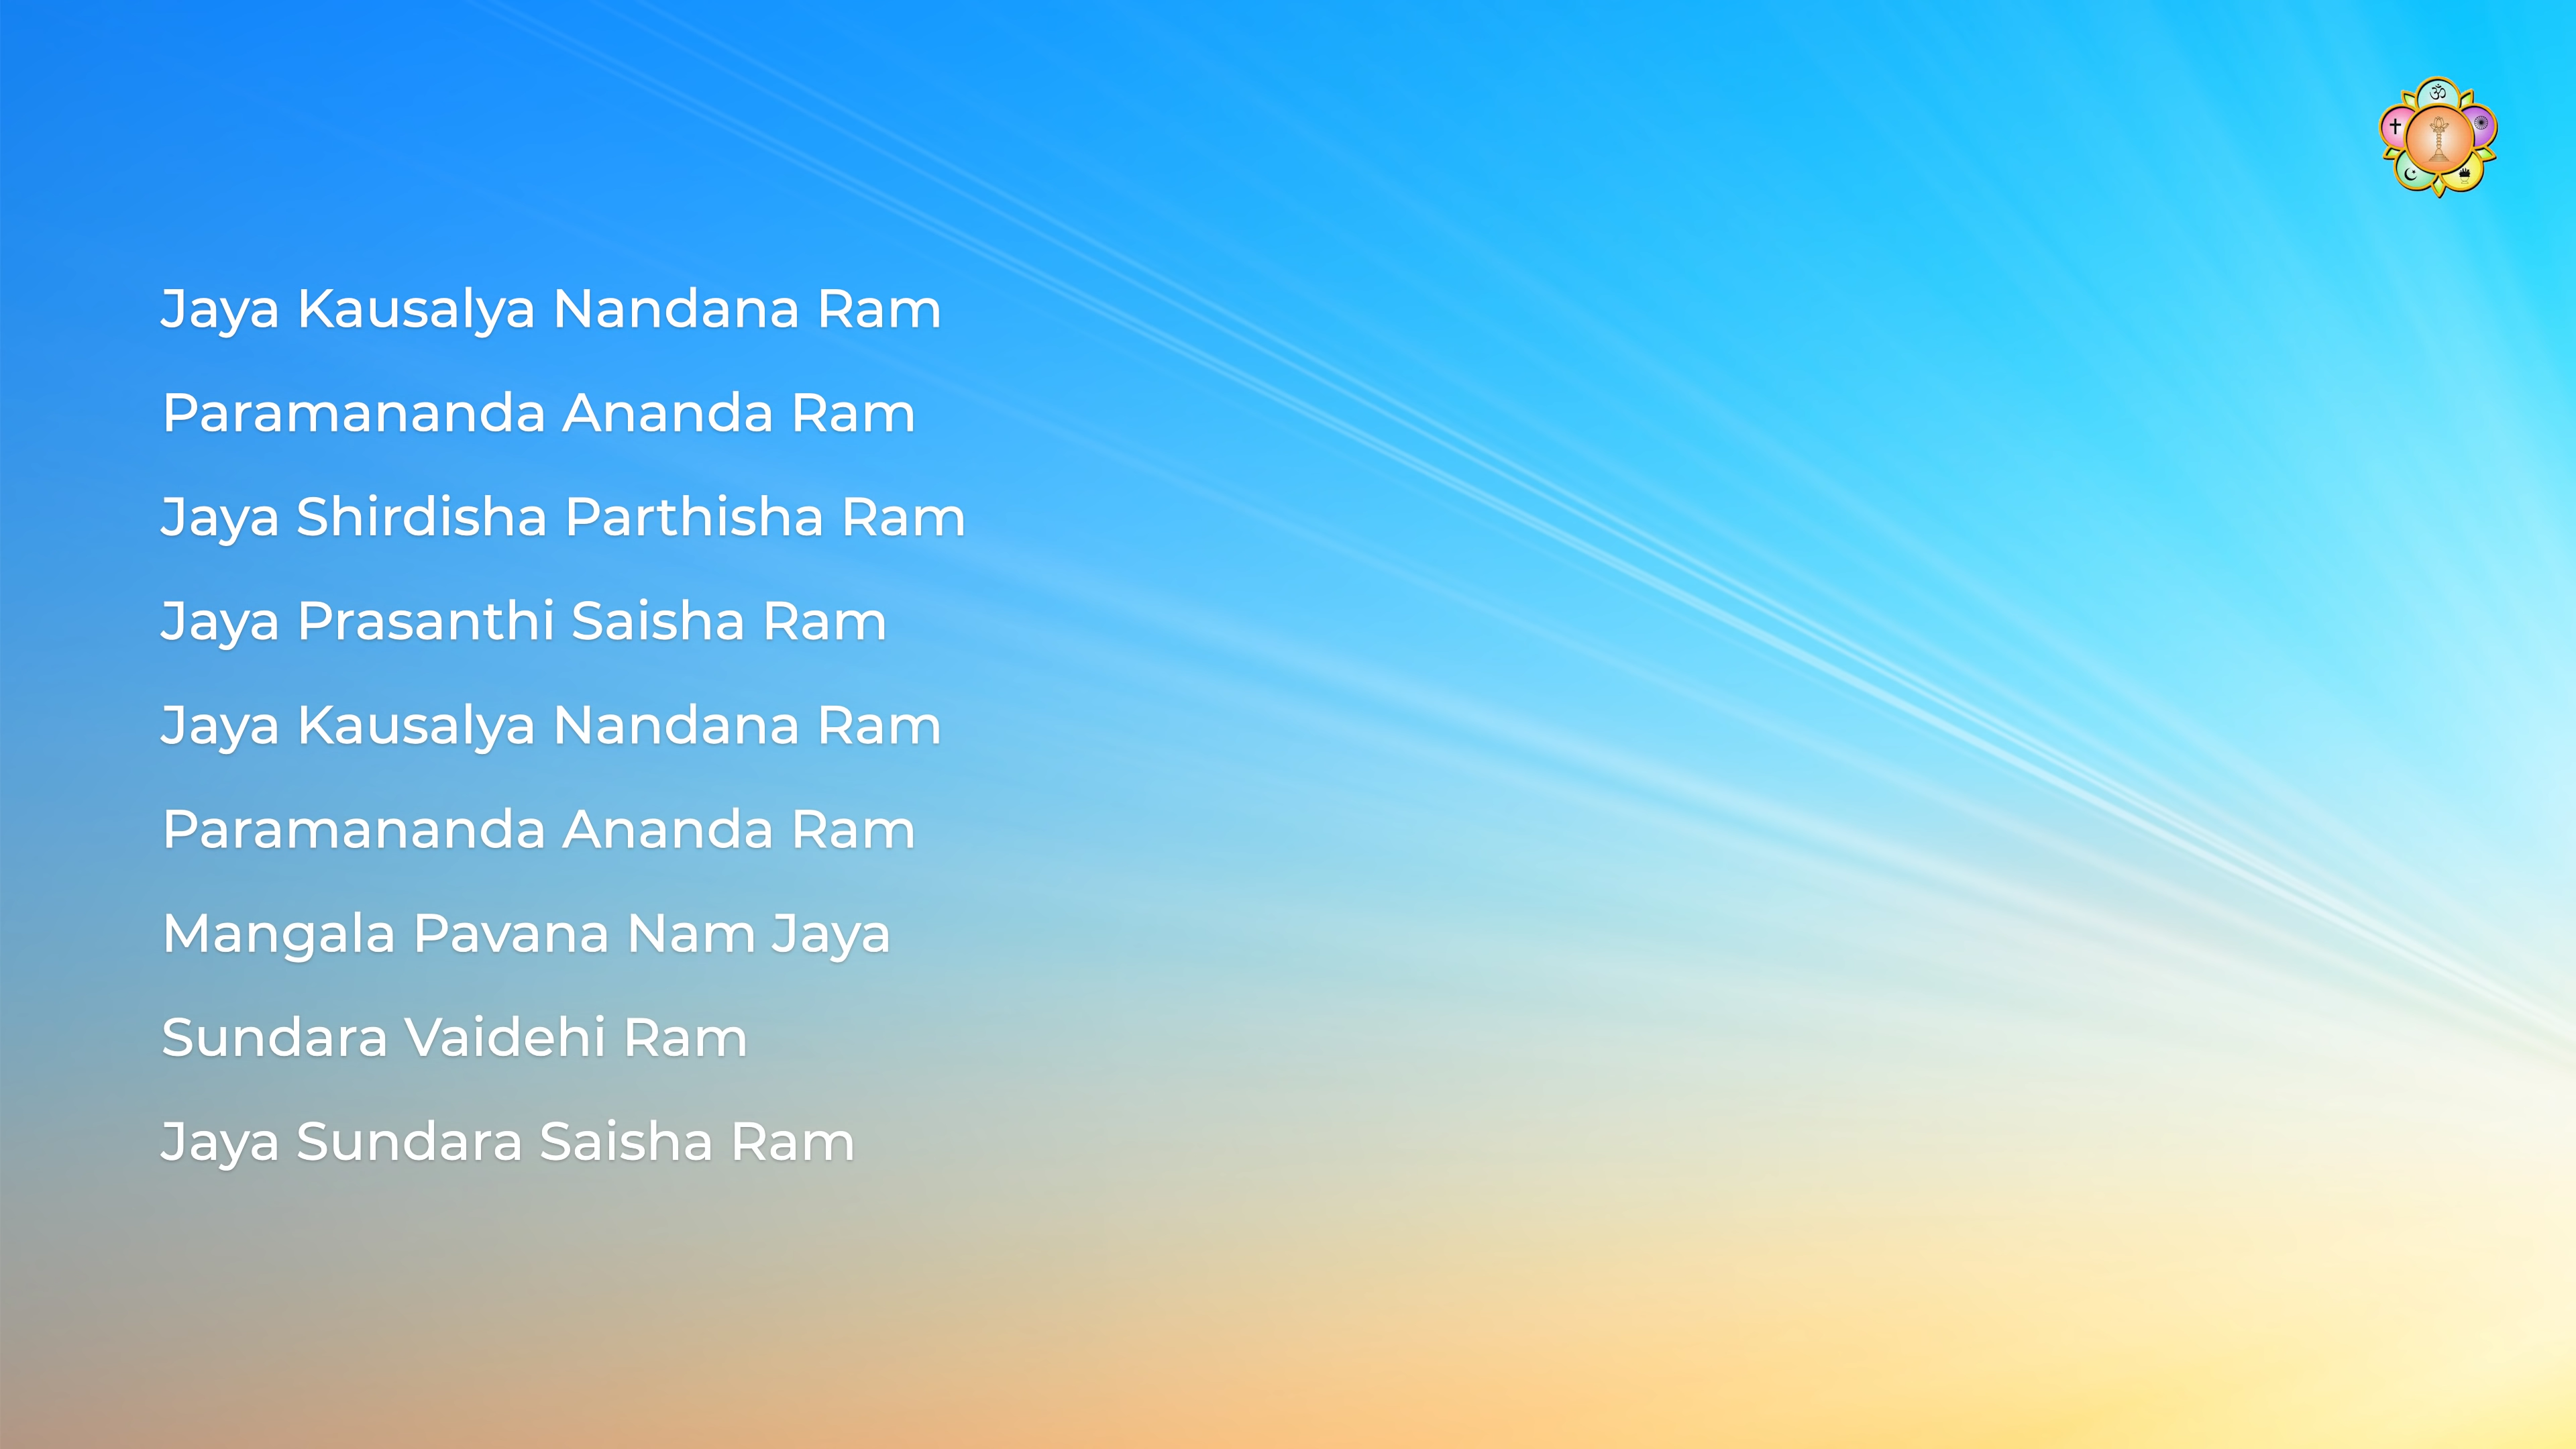 Jaya Kausalya Nandana Ram
Paramananda Ananda Ram
Jaya Shirdisha Parthisha Ram
Jaya Prasanthi Saisha Ram
Jaya Kausalya Nandana Ram
Paramananda Ananda Ram
Mangala Pavana Nam Jaya
Sundara Vaidehi Ram
Jaya Sundara Saisha Ram